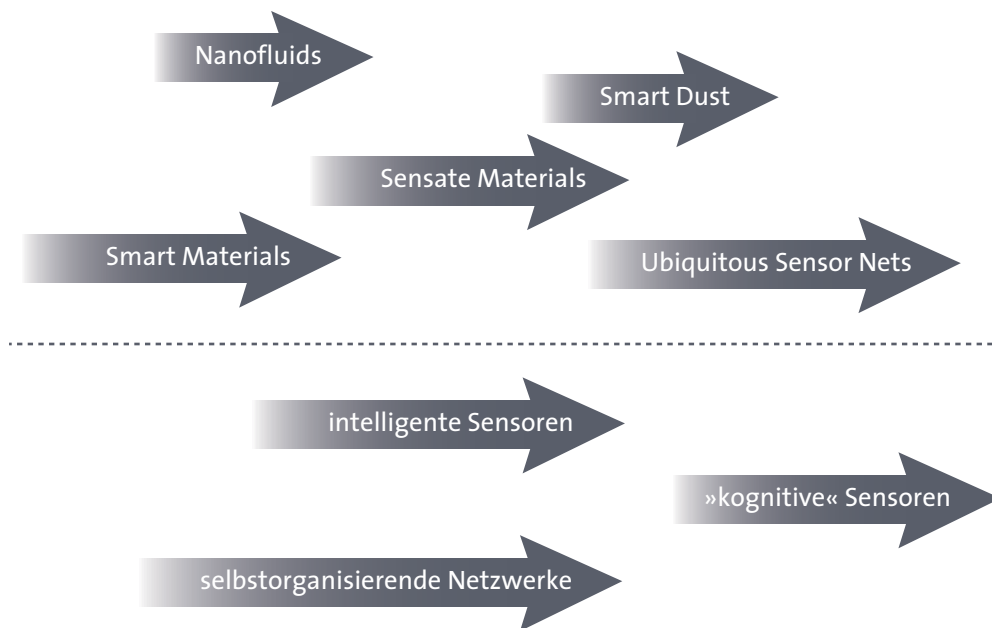 Nanofluids
Smart Dust
Sensate Materials
Smart Materials
Ubiquitous Sensor Nets
intelligente Sensoren
»kognitive« Sensoren
selbstorganisierende Netzwerke